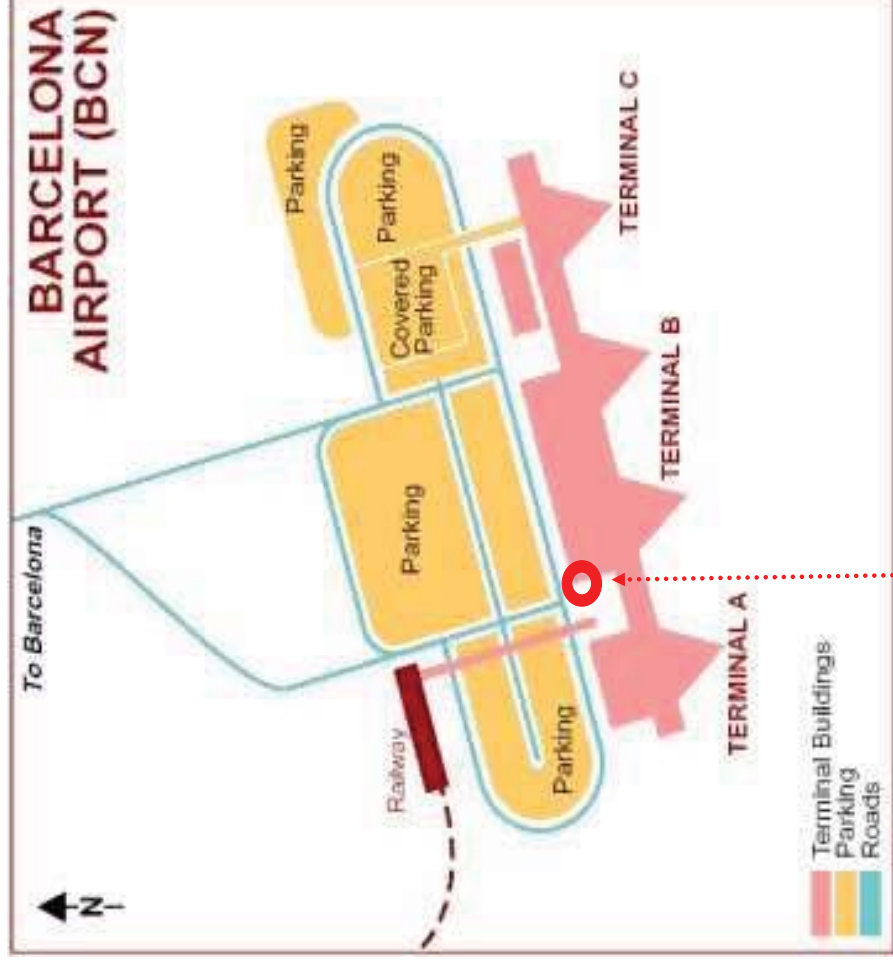 BARCELONA
AIRPORT (BCN)
To Barcelona
N
Parking
Parking
Covered
Parking
Parking
Railway
Parking
TERMINAL C
TERMINAL B
TERMINAL A
Terminal Buildings
Parking
Roads